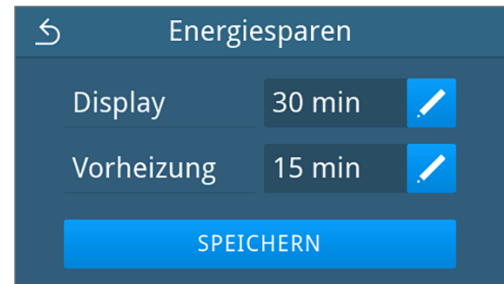 Energiesparen
Display 30 min
Vorheizung 15 min
SPEICHERN